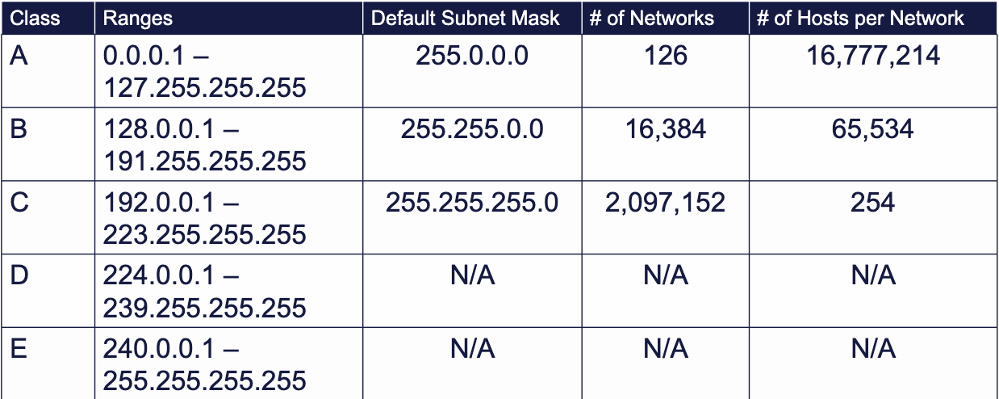 Class Ranges Default Subnet Mask # of Networks # of Hosts per Network
A 0.0.0.1 – 255.0.0.0 126 16,777,214
127.255.255.255
B 128.0.0.1 – 255.255.0.0 16,384 65,534
191.255.255.255
C 192.0.0.1 – 255.255.255.0 2,097,152 254
223.255.255.255
D 224.0.0.1 – N/A N/A N/A
239.255.255.255
E 240.0.0.1 – N/A N/A N/A
255.255.255.255